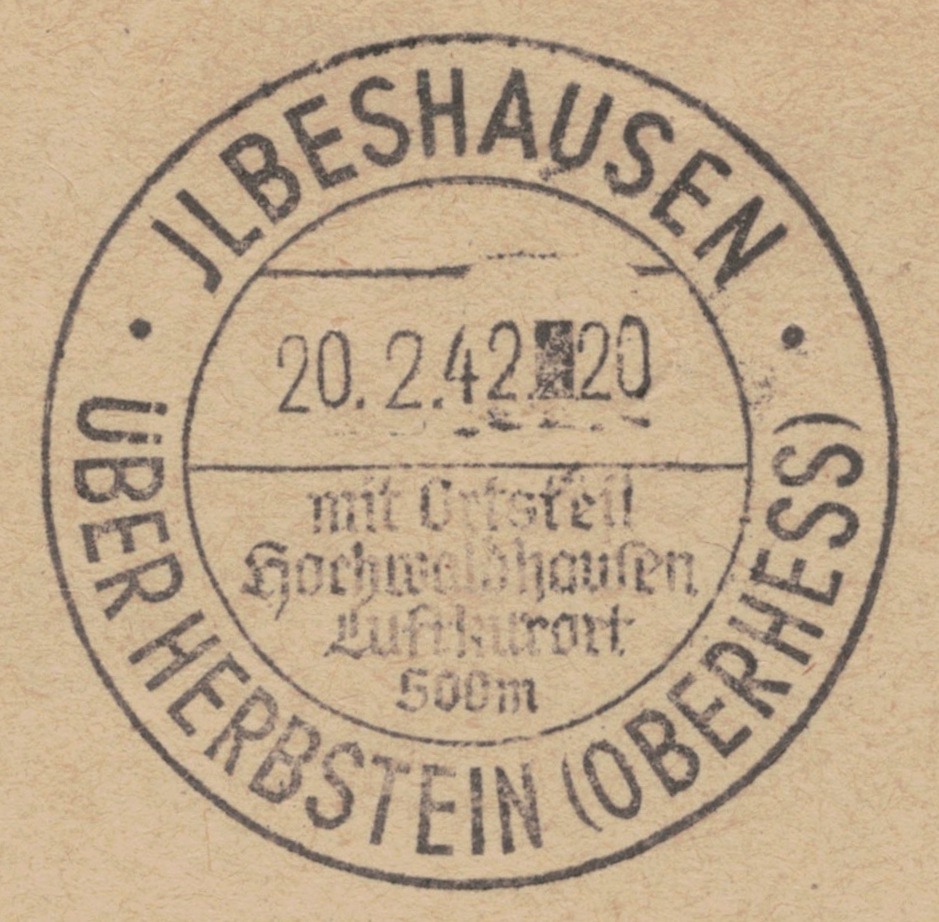 JLBESHAUSEN
20.2.42. 20
mit Ortsteil
Hochwaldhausen
Luftkurort
500m
ÜBER HERBSTEIN (OBERHESS)